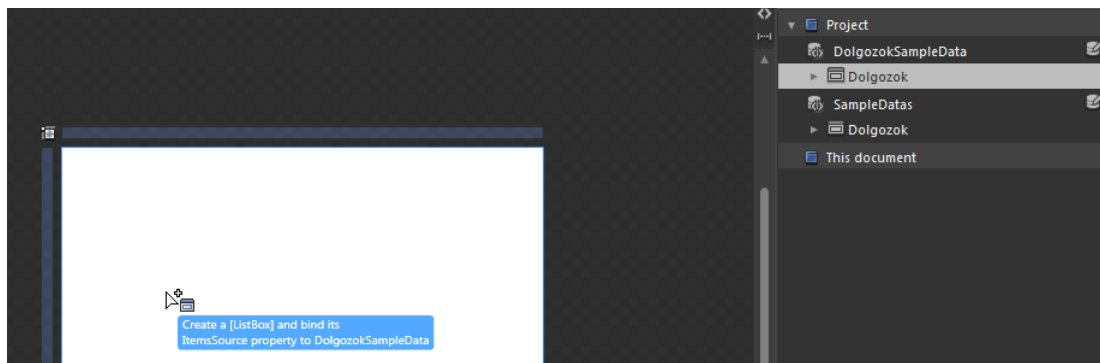 Project
DolgozokSampleData
Dolgozok
SampleDatas
Dolgozok
This document
Create a [ListBox] and bind its
ItemsSource property to DolgozokSampleData